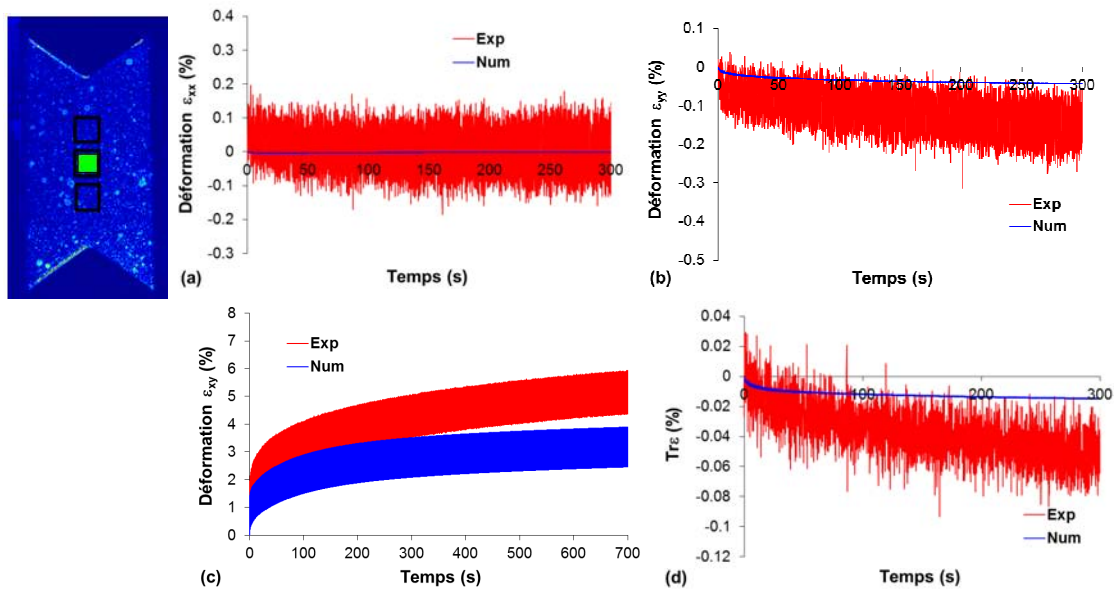 0.4
0.3
0.2
0.1
0
-0.1
-0.2
-0.3
Déformation εxx (%)
Exp
Num
0 50 100 150 200 250 300
Temps (s)
(a)
0.1
0
-0.1
-0.2
-0.3
-0.4
-0.5
Déformation εyy (%)
0 50 100 150 200 250 300
Exp
Num
Temps (s)
(b)
8
7
6
5
4
3
2
1
0
Déformation εxy (%)
Exp
Num
0 100 200 300 400 500 600 700
Temps (s)
(c)
0.04
0.02
0
-0.02
-0.04
-0.06
-0.08
-0.1
-0.12
Trε (%)
0 100 200 300
Exp
Num
Temps (s)
(d)